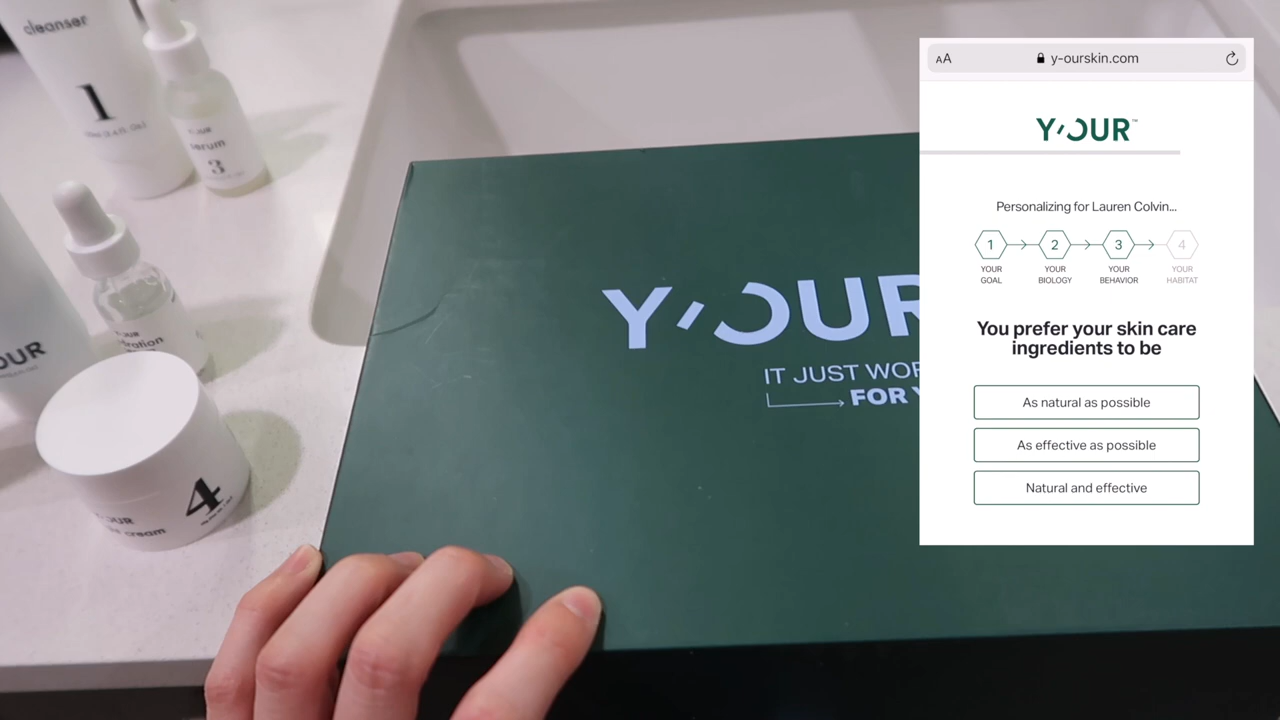 cleanser
1
serum
3
OUR
4
cream
Y'OUR
IT JUST WOR
FOR Y
AA
y-ourskin.com
Y'OUR™
Personalizing for Lauren Colvin...
1 2 3 4
YOUR GOAL
YOUR BIOLOGY
YOUR BEHAVIOR
YOUR HABITAT
You prefer your skin care
ingredients to be
As natural as possible
As effective as possible
Natural and effective